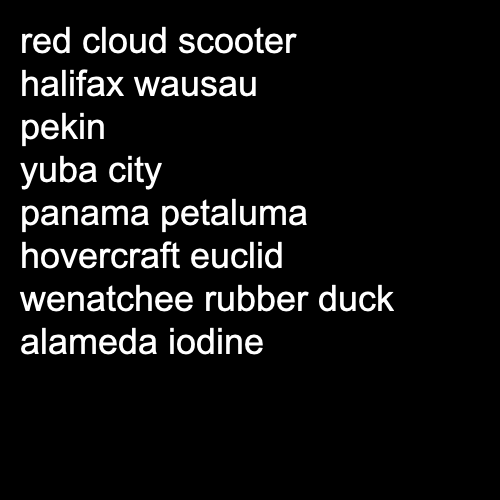 red cloud scooter
halifax wausau
pekin
yuba city
panama petaluma
hovercraft euclid
wenatchee rubber duck
alameda iodine